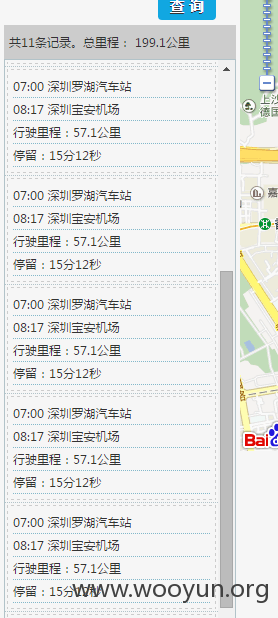 查 询
共11条记录。总里程： 199.1公里
07:00 深圳罗湖汽车站
08:17 深圳宝安机场
行驶里程：57.1公里
停留：15分12秒
07:00 深圳罗湖汽车站
08:17 深圳宝安机场
行驶里程：57.1公里
停留：15分12秒
07:00 深圳罗湖汽车站
08:17 深圳宝安机场
行驶里程：57.1公里
停留：15分12秒
07:00 深圳罗湖汽车站
08:17 深圳宝安机场
行驶里程：57.1公里
停留：15分12秒
07:00 深圳罗湖汽车站
08:17 深圳宝安机场
行驶里程：57.1公里
停留：15分12秒
上沙
德国
嘉
Bai
www.wooyun.org